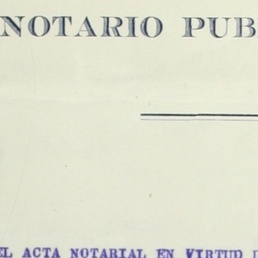 NOTARIO PUB
EL ACTA NOTARIAL EN VIRTUD